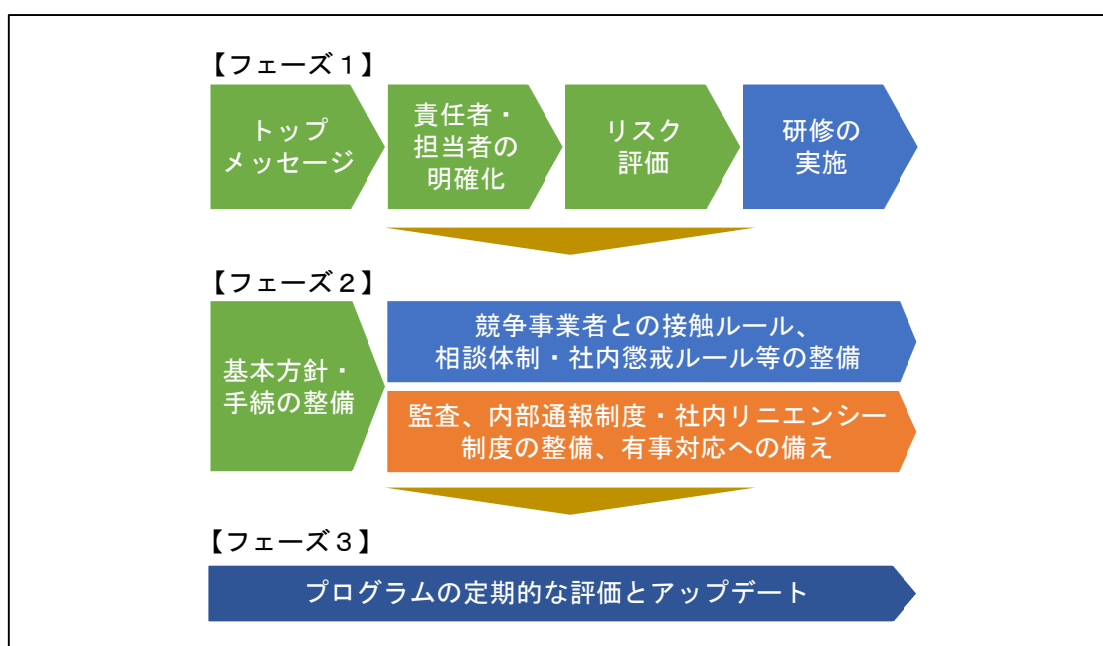 【フェーズ１】
トップ
メッセージ
責任者・
担当者の
明確化
リスク
評価
研修の
実施
【フェーズ２】
基本方針・
手続の整備
競争事業者との接触ルール、
相談体制・社内懲戒ルール等の整備
監査、内部通報制度・社内リニエンシー
制度の整備、有事対応への備え
【フェーズ３】
プログラムの定期的な評価とアップデート